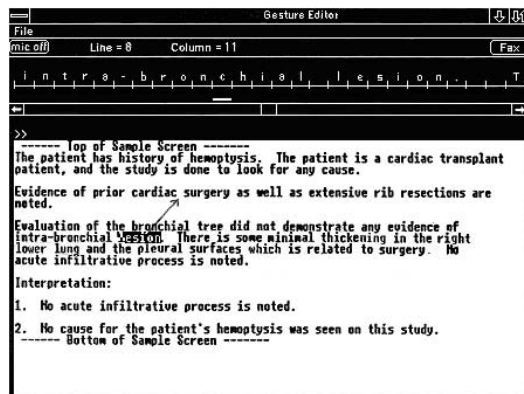 Gesture Editor
File
mic off Line = 8 Column = 11 Fax
intra-bronchial lesion. T
>>
------ Top of Sample Screen -------
The patient has history of hemoptysis. The patient is a cardiac transplant
patient, and the study is done to look for any cause.
Evidence of prior cardiac surgery as well as extensive rib resections are
noted.
Evaluation of the bronchial tree did not demonstrate any evidence of
intra-bronchial lesion. There is some minimal thickening in the right
lower lung and the pleural surfaces which is related to surgery. No
acute infiltrative process is noted.
Interpretation:
1. No acute infiltrative process is noted.
2. No cause for the patient's hemoptysis was seen on this study.
------ Bottom of Sample Screen -------